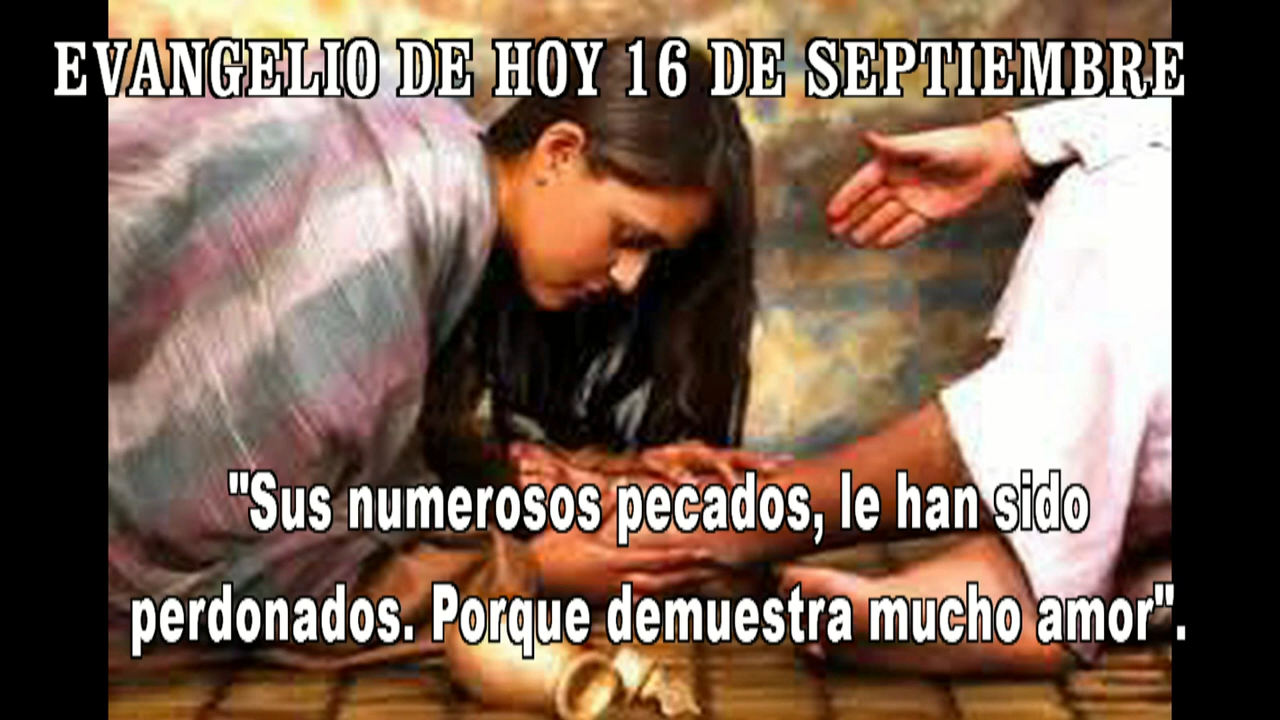 EVANGELIO DE HOY 16 DE SEPTIEMBRE
"Sus numerosos pecados, le han sido
perdonados. Porque demuestra mucho amor".